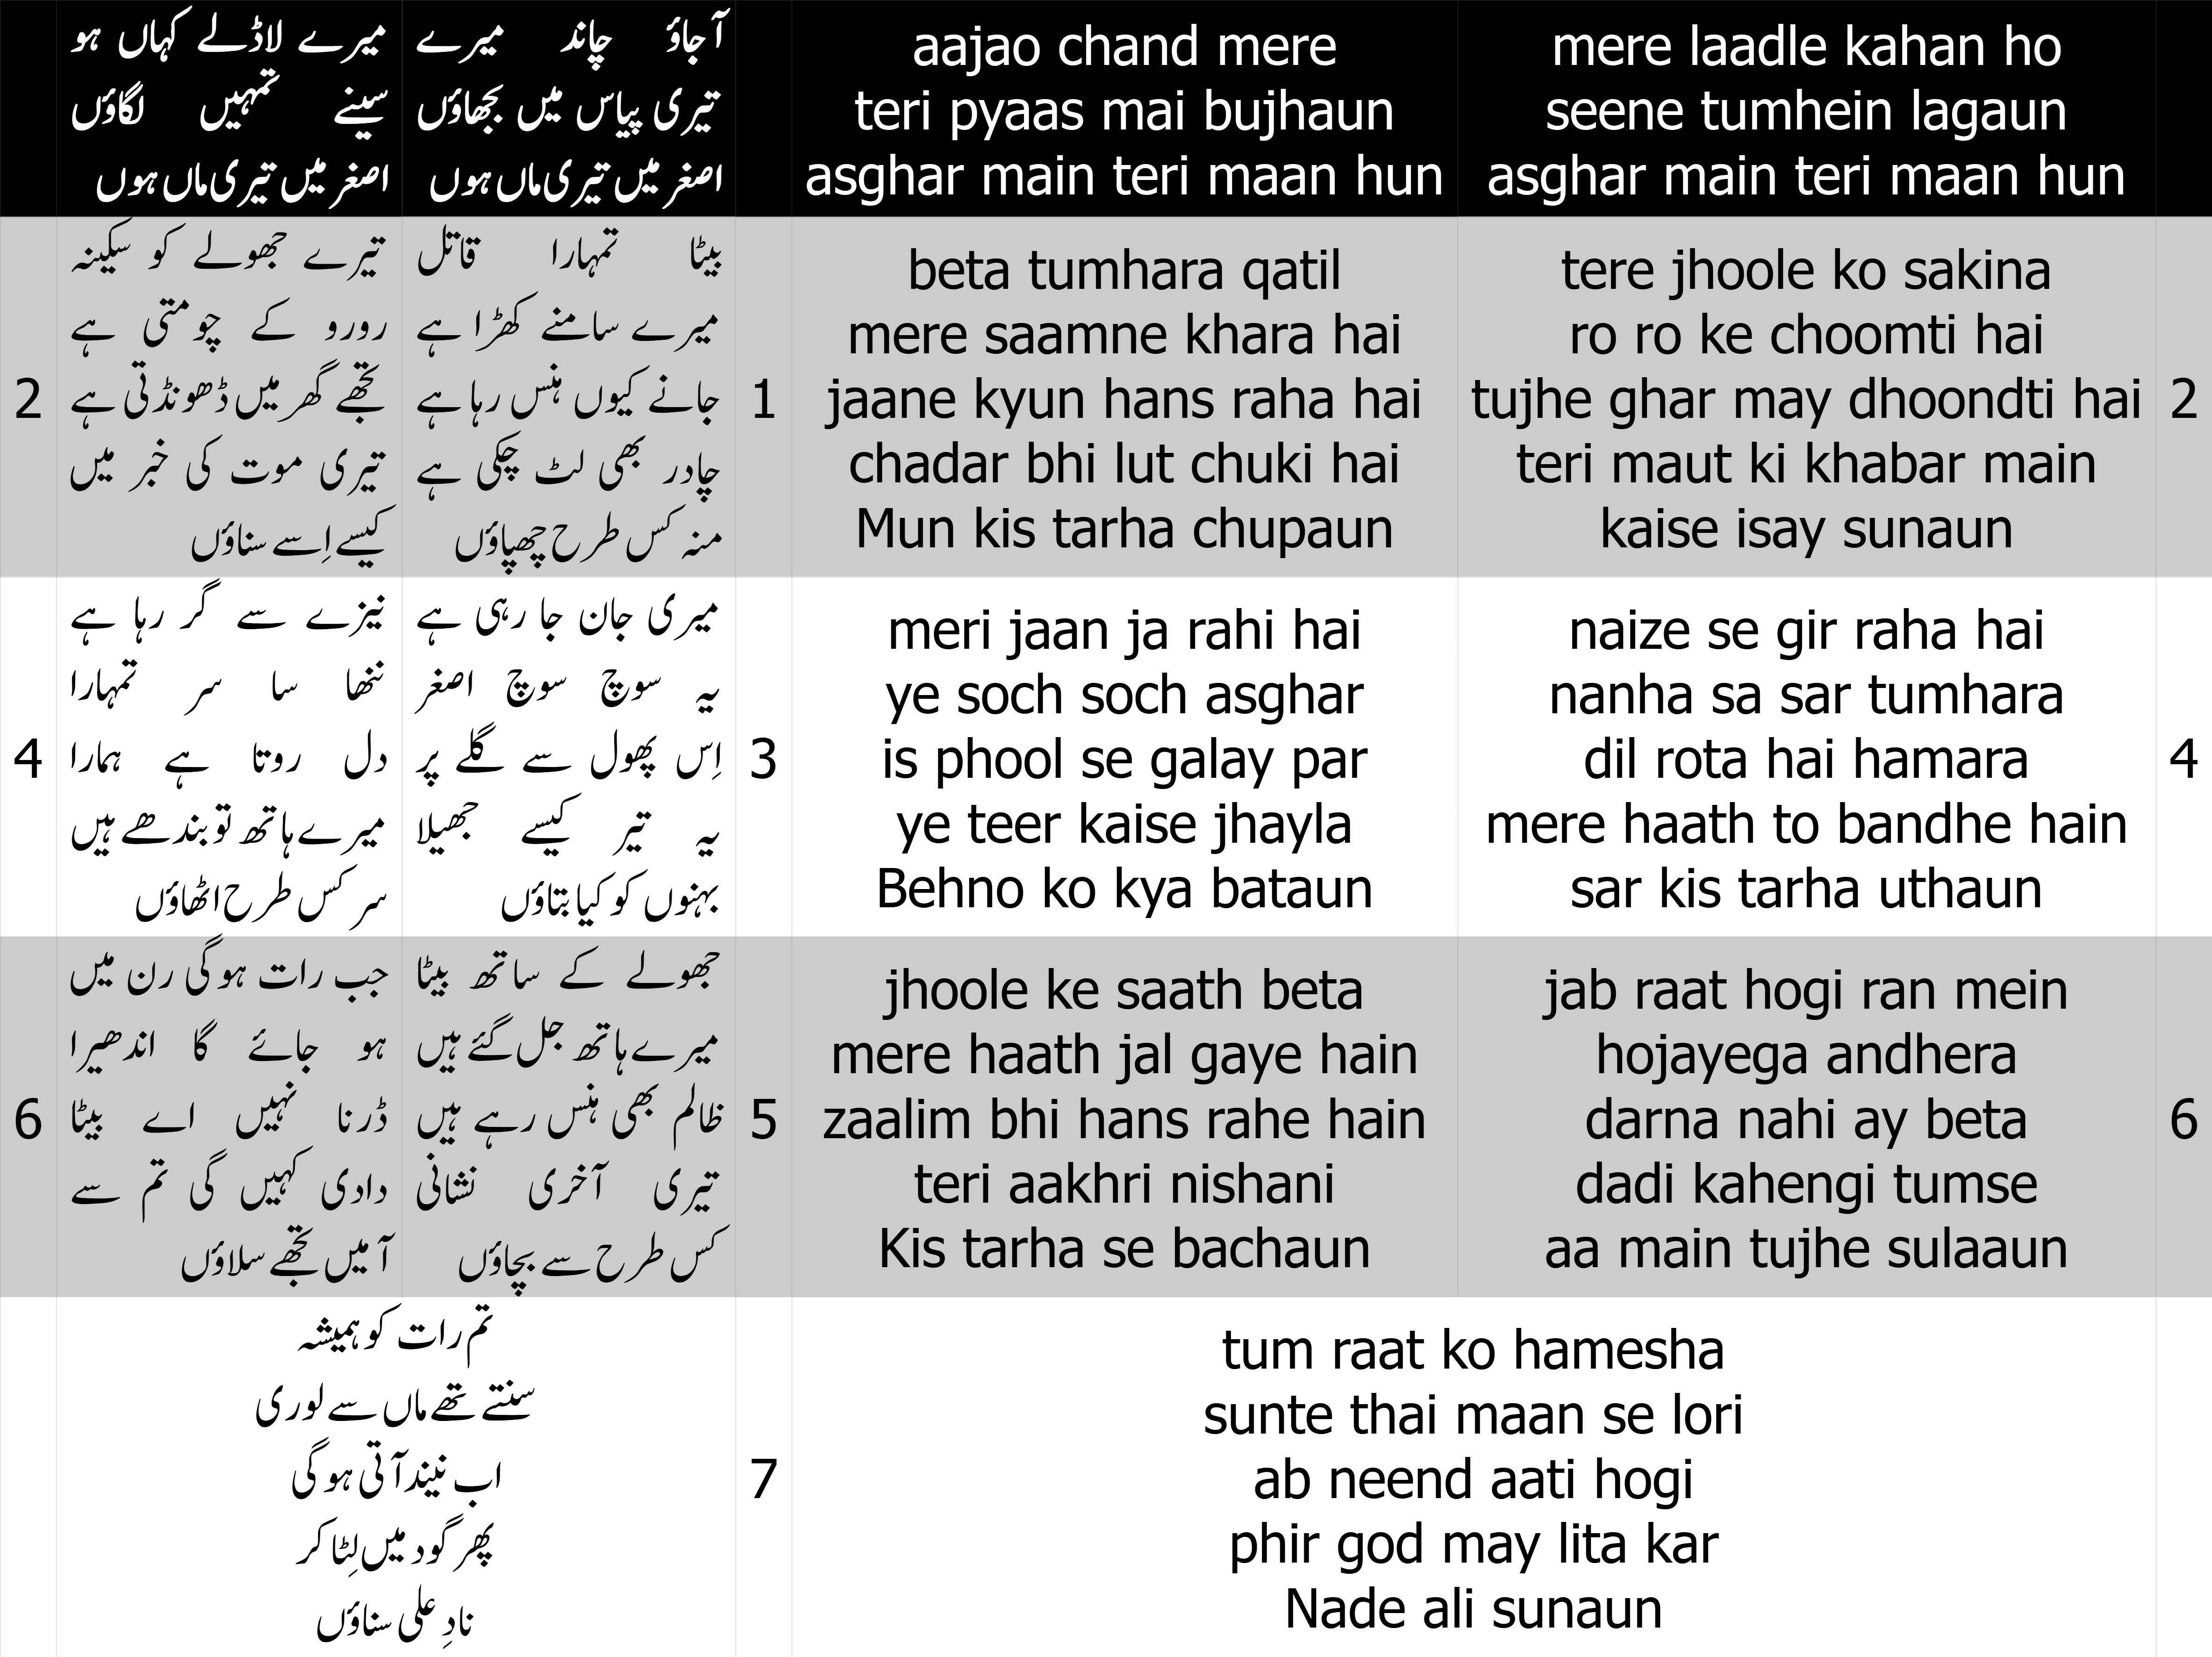 آجاؤ چاند میرے
تیری پیاس میں بجھاؤں
اصغر میں تیری ماں ہوں
میرے لاڈلے کہاں ہو
سینے تمہیں لگاؤں
اصغر میں تیری ماں ہوں
aajao chand mere
teri pyaas mai bujhaun
asghar main teri maan hun
mere laadle kahan ho
seene tumhein lagaun
asghar main teri maan hun
1
بیٹا تمہارا قاتل
میرے سامنے کھڑا ہے
جانے کیوں ہنس رہا ہے
چادر بھی لٹ چکی ہے
منہ کس طرح چھپاؤں
2
تیرے جھولے کو سکینہ
رورو کے چومتی ہے
تجھے گھر میں ڈھونڈتی ہے
تیری موت کی خبر میں
کیسے اِسے سناؤں
beta tumhara qatil
mere saamne khara hai
jaane kyun hans raha hai
chadar bhi lut chuki hai
Mun kis tarha chupaun
2
tere jhoole ko sakina
ro ro ke choomti hai
tujhe ghar may dhoondti hai
teri maut ki khabar main
kaise isay sunaun
3
میری جان جا رہی ہے
یہ سوچ سوچ اصغر
اِس پھول سے گلے پر
یہ تیر کیسے جھیلا
بہنوں کو کیا بتاؤں
4
نیزے سے گر رہا ہے
ننھا سا سر تمہارا
دل روتا ہے ہمارا
میرے ہاتھ تو بندھے ہیں
سر کس طرح اٹھاؤں
meri jaan ja rahi hai
ye soch soch asghar
is phool se galay par
ye teer kaise jhayla
Behno ko kya bataun
4
naize se gir raha hai
nanha sa sar tumhara
dil rota hai hamara
mere haath to bandhe hain
sar kis tarha uthaun
5
جھولے کے ساتھ بیٹا
میرے ہاتھ جل گئے ہیں
ظالم بھی ہنس رہے ہیں
تیری آخری نشانی
کس طرح سے بچاؤں
6
جب رات ہوگی رن میں
ہو جائے گا اندھیرا
ڈرنا نہیں اے بیٹا
دادی کہیں گی تم سے
آ میں تجھے سلاؤں
jhoole ke saath beta
mere haath jal gaye hain
zaalim bhi hans rahe hain
teri aakhri nishani
Kis tarha se bachaun
6
jab raat hogi ran mein
hojayega andhera
darna nahi ay beta
dadi kahengi tumse
aa main tujhe sulaaun
7
تم رات کو ہمیشہ
سنتے تھے ماں سے لوری
اب نیند آتی ہوگی
پھر گود میں لِٹا کر
نادِ علی سناؤں
tum raat ko hamesha
sunte thai maan se lori
ab neend aati hogi
phir god may lita kar
Nade ali sunaun